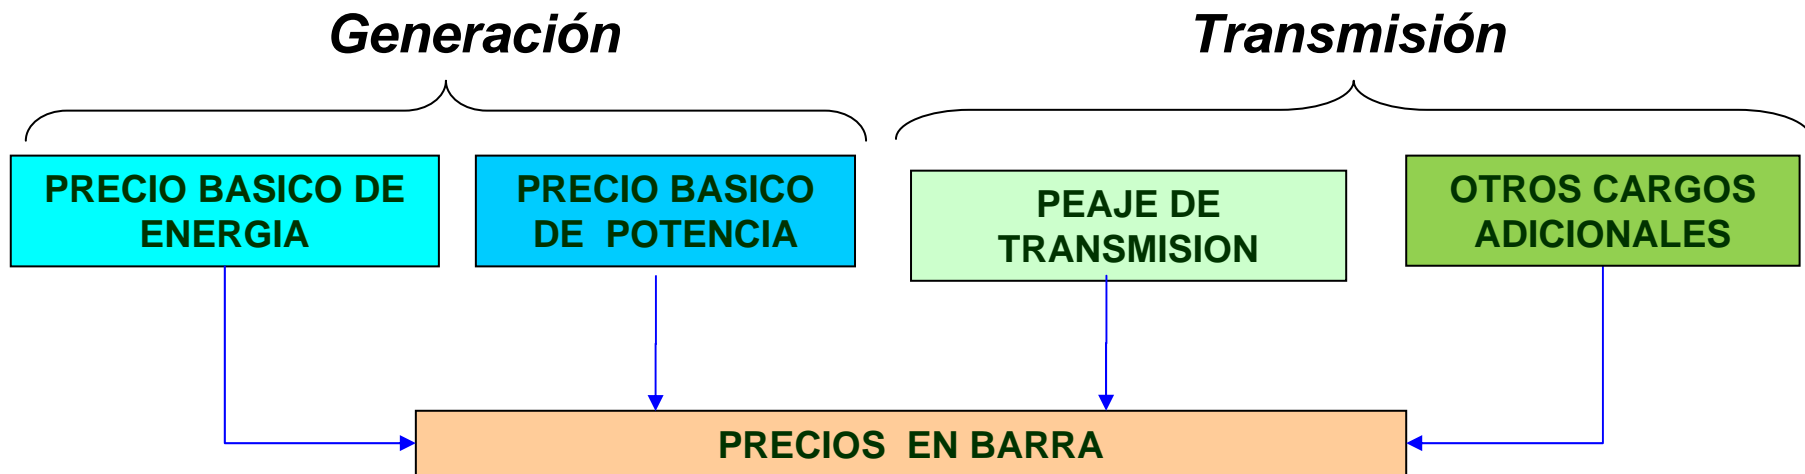 Generación
Transmisión
PRECIO BASICO DE
ENERGIA
PRECIO BASICO
DE POTENCIA
PEAJE DE
TRANSMISION
OTROS CARGOS
ADICIONALES
PRECIOS EN BARRA